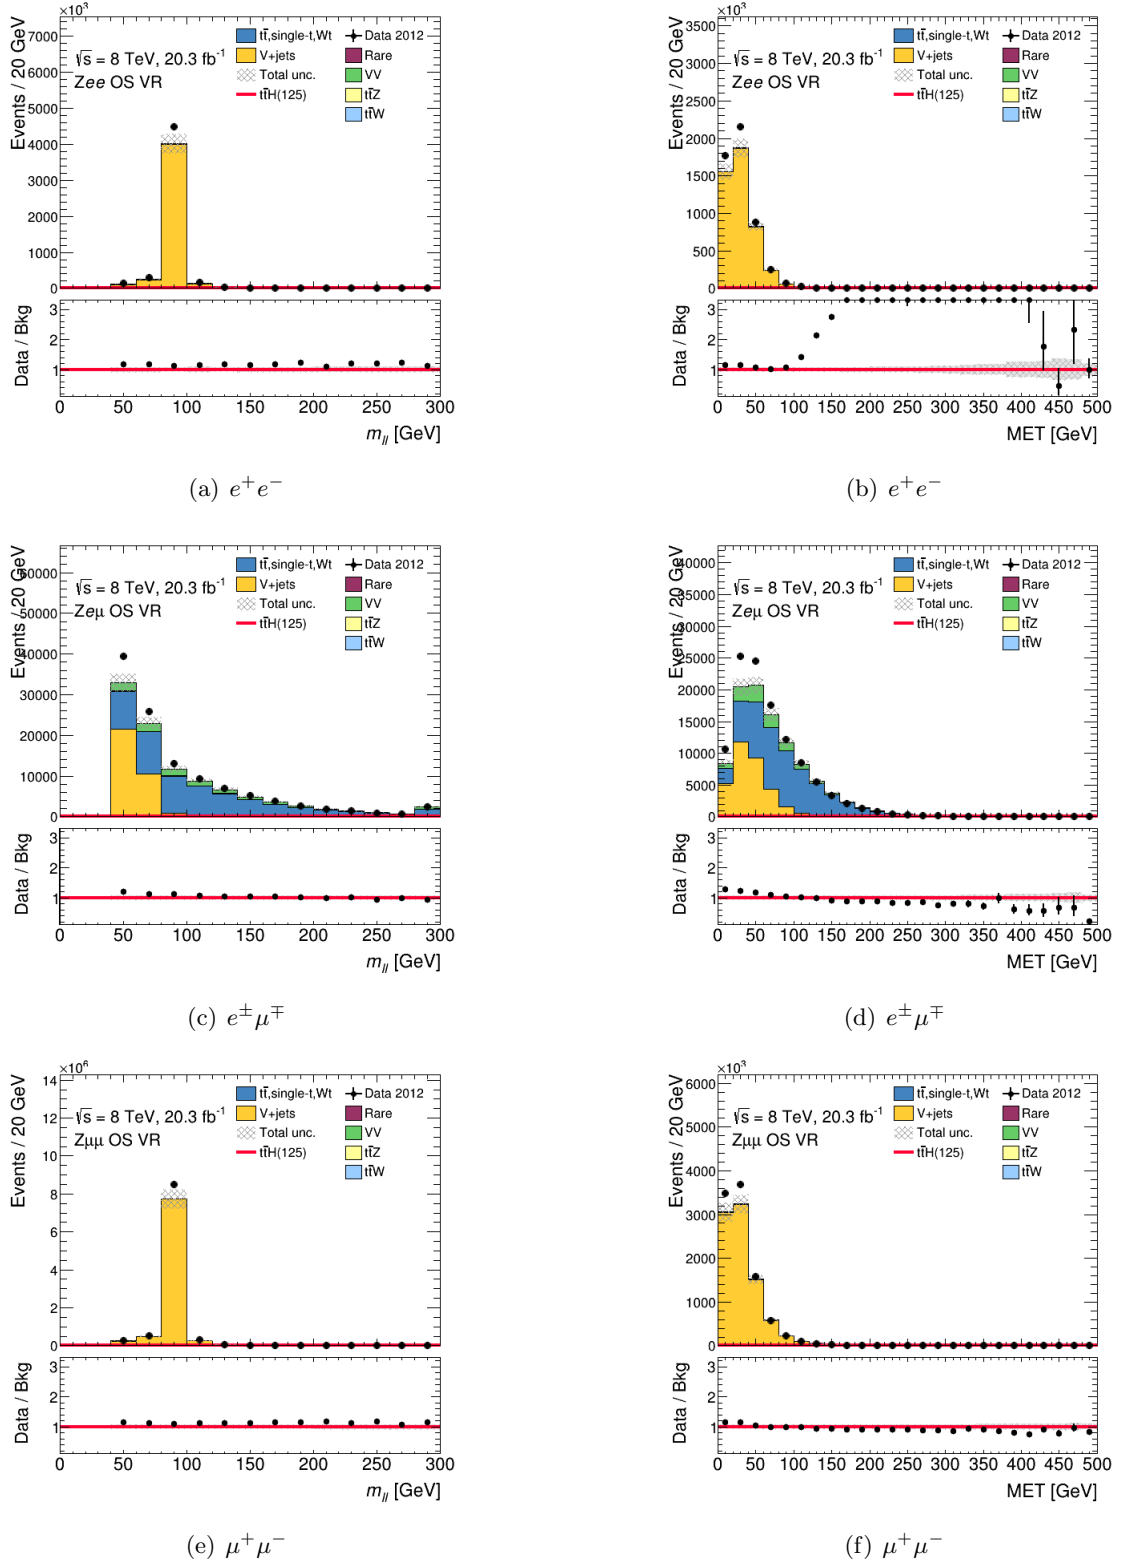 ×10³
Events / 20 GeV
7000
6000
5000
4000
3000
2000
1000
0
√s = 8 TeV, 20.3 fb⁻¹
Zee OS VR
tt̄,single-t,Wt
V+jets
Total unc.
tt̄H(125)
Data 2012
Rare
VV
tt̄Z
tt̄W
Data / Bkg
3
2
1
0 50 100 150 200 250 300
m_ll [GeV]
(a) e⁺e⁻
×10³
Events / 20 GeV
3500
3000
2500
2000
1500
1000
500
0
√s = 8 TeV, 20.3 fb⁻¹
Zee OS VR
tt̄,single-t,Wt
V+jets
Total unc.
tt̄H(125)
Data 2012
Rare
VV
tt̄Z
tt̄W
Data / Bkg
3
2
1
0 50 100 150 200 250 300 350 400 450 500
MET [GeV]
(b) e⁺e⁻
Events / 20 GeV
60000
50000
40000
30000
20000
10000
0
√s = 8 TeV, 20.3 fb⁻¹
Zeμ OS VR
tt̄,single-t,Wt
V+jets
Total unc.
tt̄H(125)
Data 2012
Rare
VV
tt̄Z
tt̄W
Data / Bkg
3
2
1
0 50 100 150 200 250 300
m_ll [GeV]
(c) e±μ∓
Events / 20 GeV
40000
35000
30000
25000
20000
15000
10000
5000
0
√s = 8 TeV, 20.3 fb⁻¹
Zeμ OS VR
tt̄,single-t,Wt
V+jets
Total unc.
tt̄H(125)
Data 2012
Rare
VV
tt̄Z
tt̄W
Data / Bkg
3
2
1
0 50 100 150 200 250 300 350 400 450 500
MET [GeV]
(d) e±μ∓
×10⁶
Events / 20 GeV
14
12
10
8
6
4
2
0
√s = 8 TeV, 20.3 fb⁻¹
Zμμ OS VR
tt̄,single-t,Wt
V+jets
Total unc.
tt̄H(125)
Data 2012
Rare
VV
tt̄Z
tt̄W
Data / Bkg
3
2
1
0 50 100 150 200 250 300
m_ll [GeV]
(e) μ⁺μ⁻
×10³
Events / 20 GeV
6000
5000
4000
3000
2000
1000
0
√s = 8 TeV, 20.3 fb⁻¹
Zμμ OS VR
tt̄,single-t,Wt
V+jets
Total unc.
tt̄H(125)
Data 2012
Rare
VV
tt̄Z
tt̄W
Data / Bkg
3
2
1
0 50 100 150 200 250 300 350 400 450 500
MET [GeV]
(f) μ⁺μ⁻